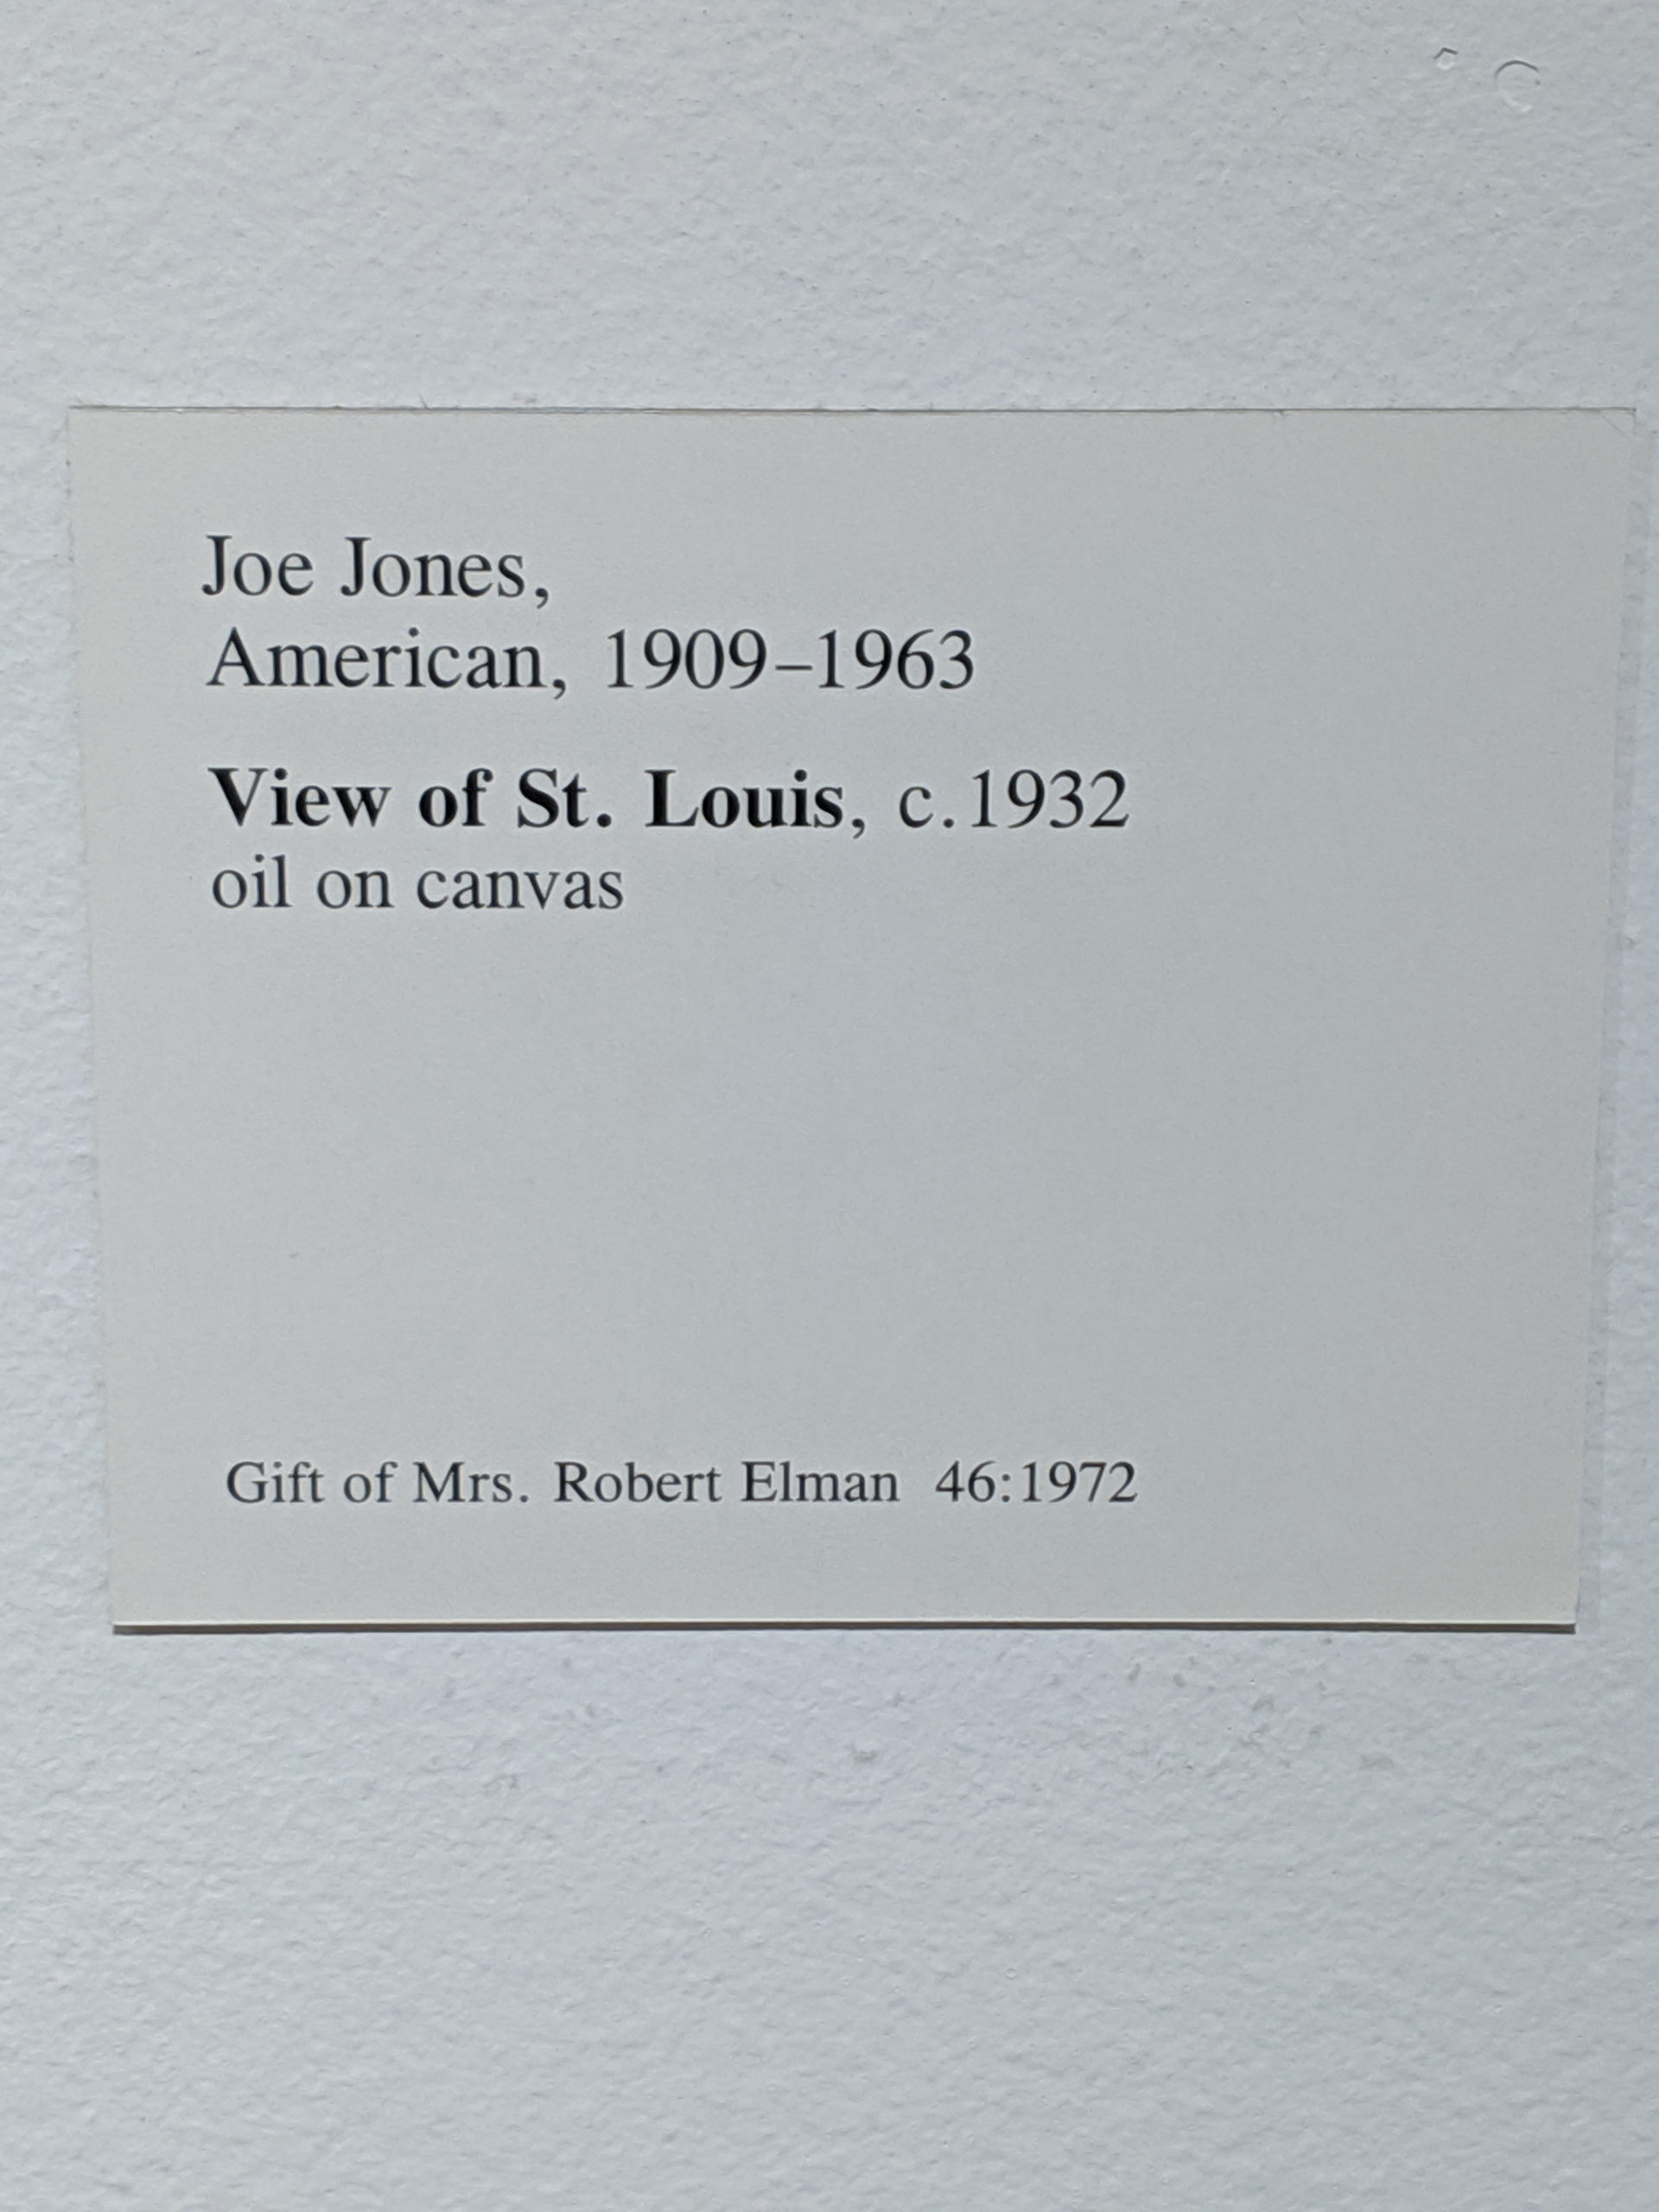 Joe Jones,
American, 1909–1963
View of St. Louis, c.1932
oil on canvas
Gift of Mrs. Robert Elman 46:1972